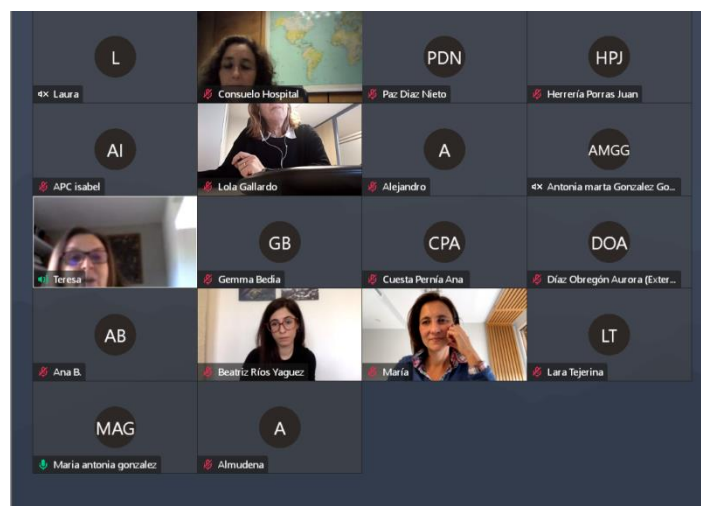 L
Laura
Consuelo Hospital
PDN
Paz Diaz Nieto
HPJ
Herrería Porras Juan
AI
APC isabel
Lola Gallardo
A
Alejandro
AMGG
Antonia marta Gonzalez Go...
Teresa
GB
Gemma Bedia
CPA
Cuesta Pernía Ana
DOA
Díaz Obregón Aurora (Exter...
AB
Ana B.
Beatriz Ríos Yaguez
María
LT
Lara Tejerina
MAG
Maria antonia gonzalez
A
Almudena